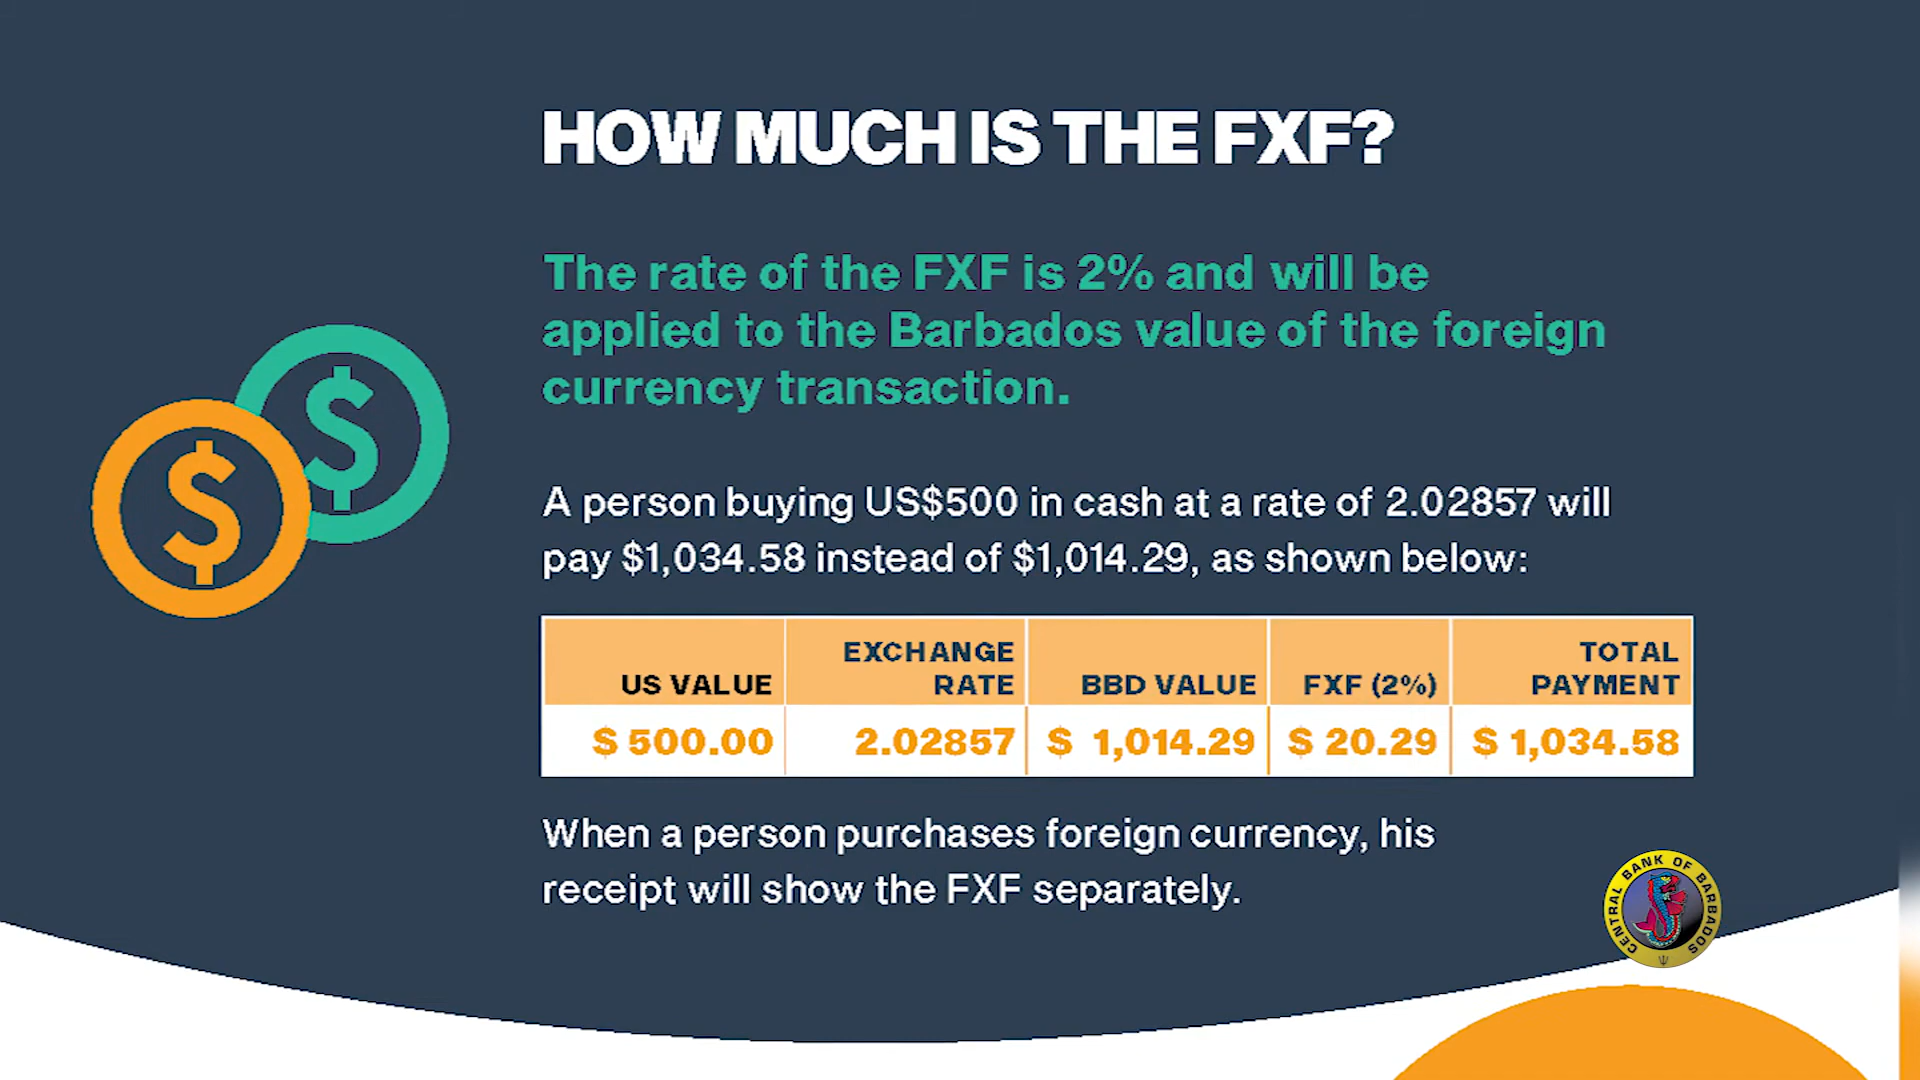 HOW MUCH IS THE FXF?
The rate of the FXF is 2% and will be
applied to the Barbados value of the foreign
currency transaction.
A person buying US$500 in cash at a rate of 2.02857 will
pay $1,034.58 instead of $1,014.29, as shown below:
US VALUE EXCHANGE RATE BBD VALUE FXF (2%) TOTAL PAYMENT
$ 500.00 2.02857 $ 1,014.29 $ 20.29 $ 1,034.58
When a person purchases foreign currency, his
receipt will show the FXF separately.
CENTRAL BANK OF BARBADOS
$
$